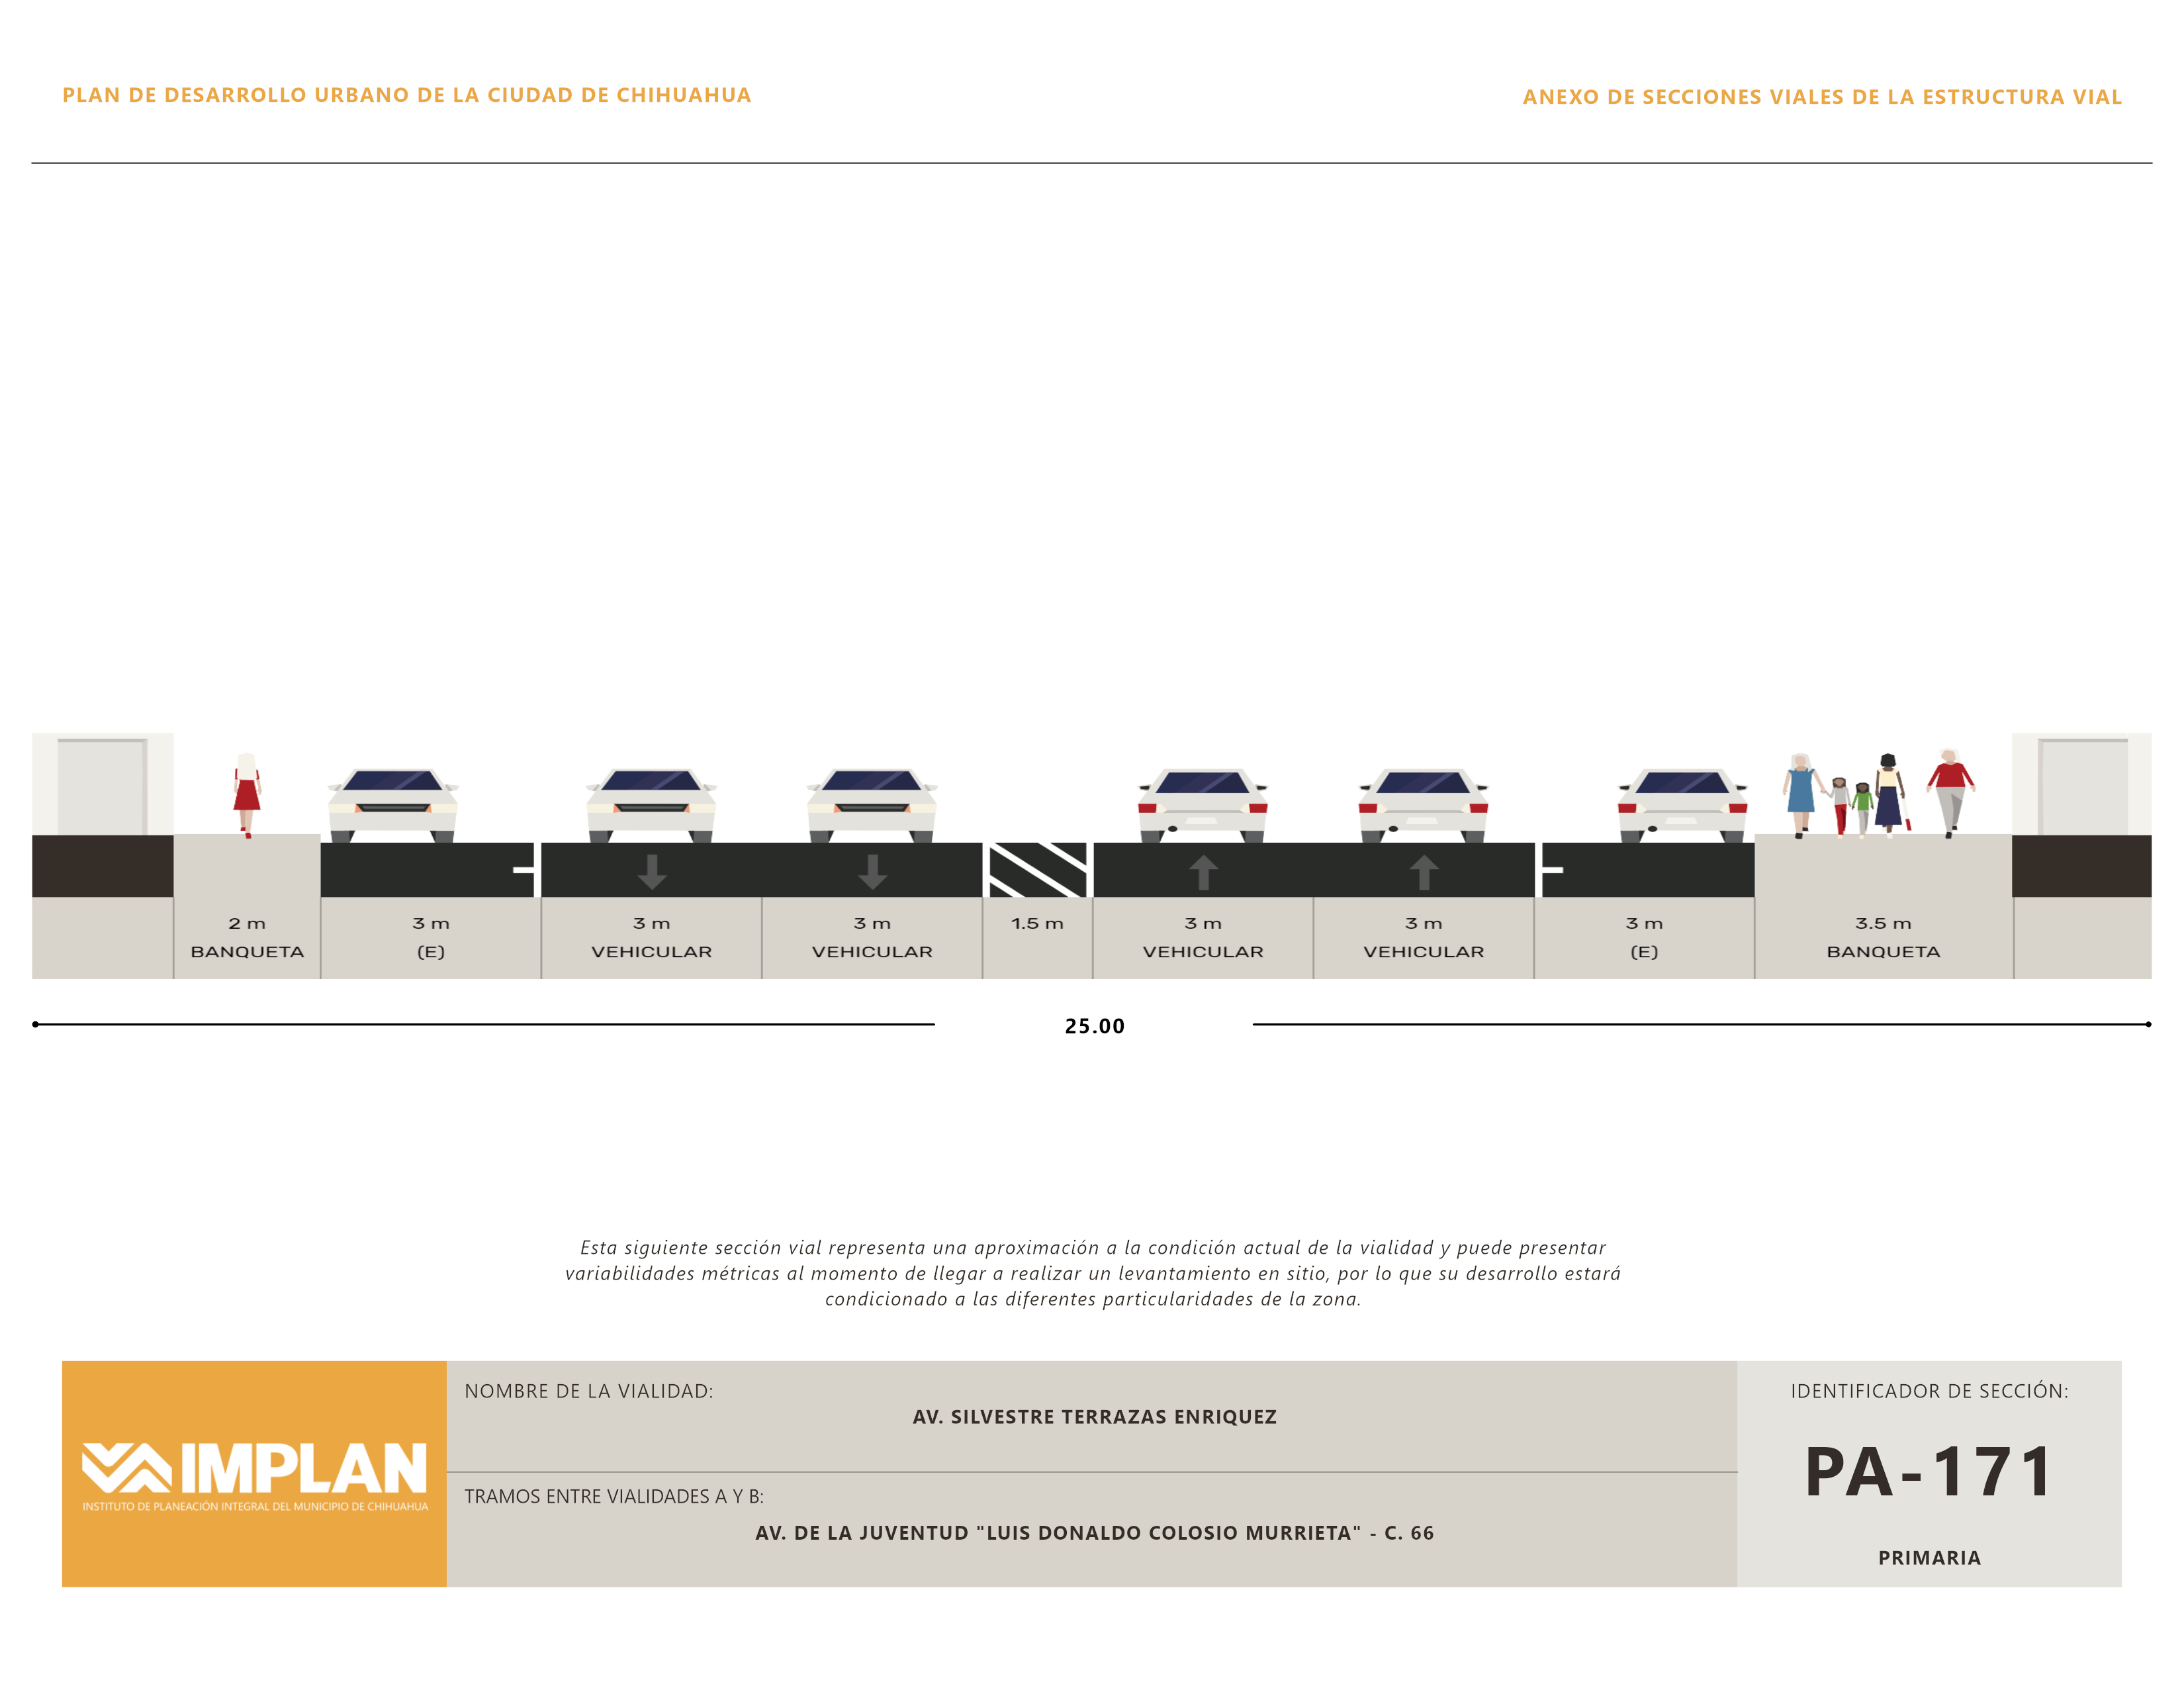 PLAN DE DESARROLLO URBANO DE LA CIUDAD DE CHIHUAHUA
ANEXO DE SECCIONES VIALES DE LA ESTRUCTURA VIAL
2 m
BANQUETA
3 m
(E)
3 m
VEHICULAR
3 m
VEHICULAR
1.5 m
3 m
VEHICULAR
3 m
VEHICULAR
3 m
(E)
3.5 m
BANQUETA
25.00
Esta siguiente sección vial representa una aproximación a la condición actual de la vialidad y puede presentar
variabilidades métricas al momento de llegar a realizar un levantamiento en sitio, por lo que su desarrollo estará
condicionado a las diferentes particularidades de la zona.
IMPLAN
INSTITUTO DE PLANEACIÓN INTEGRAL DEL MUNICIPIO DE CHIHUAHUA
NOMBRE DE LA VIALIDAD:
AV. SILVESTRE TERRAZAS ENRIQUEZ
TRAMOS ENTRE VIALIDADES A Y B:
AV. DE LA JUVENTUD "LUIS DONALDO COLOSIO MURRIETA" - C. 66
IDENTIFICADOR DE SECCIÓN:
PA-171
PRIMARIA